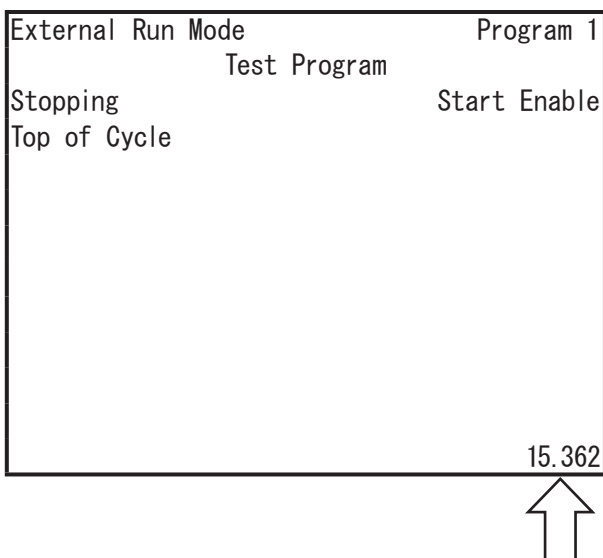 External Run Mode Program 1
Test Program
Stopping Start Enable
Top of Cycle
15.362